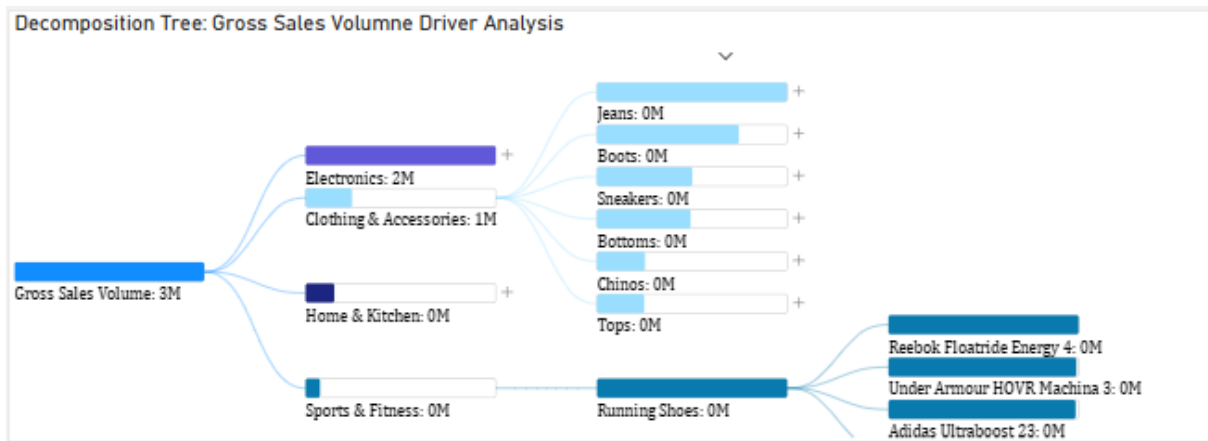 Decomposition Tree: Gross Sales Volumne Driver Analysis
Gross Sales Volume: 3M
Electronics: 2M
Clothing & Accessories: 1M
Home & Kitchen: 0M
Sports & Fitness: 0M
Jeans: 0M
Boots: 0M
Sneakers: 0M
Bottoms: 0M
Chinos: 0M
Tops: 0M
Running Shoes: 0M
Reebok Floatride Energy 4: 0M
Under Armour HOVR Machina 3: 0M
Adidas Ultraboost 23: 0M